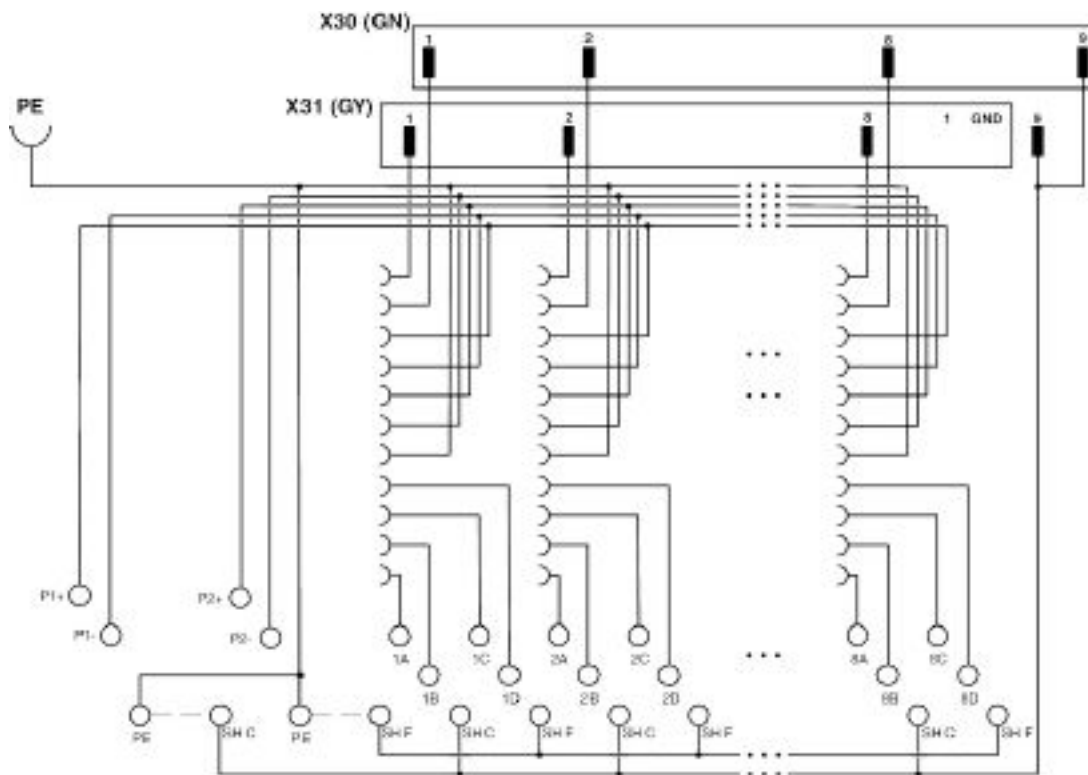 X30 (GN)
1 2 8 9
X31 (GY)
PE
1 2 8 1 GND 9
P1+ P2+
P1- P2-
1A 1C 2A 2C 8A 8C
1B 1D 2B 2D 8B 8D
PE SH C PE SH F SH C SH F SH C SH F SH C SH F